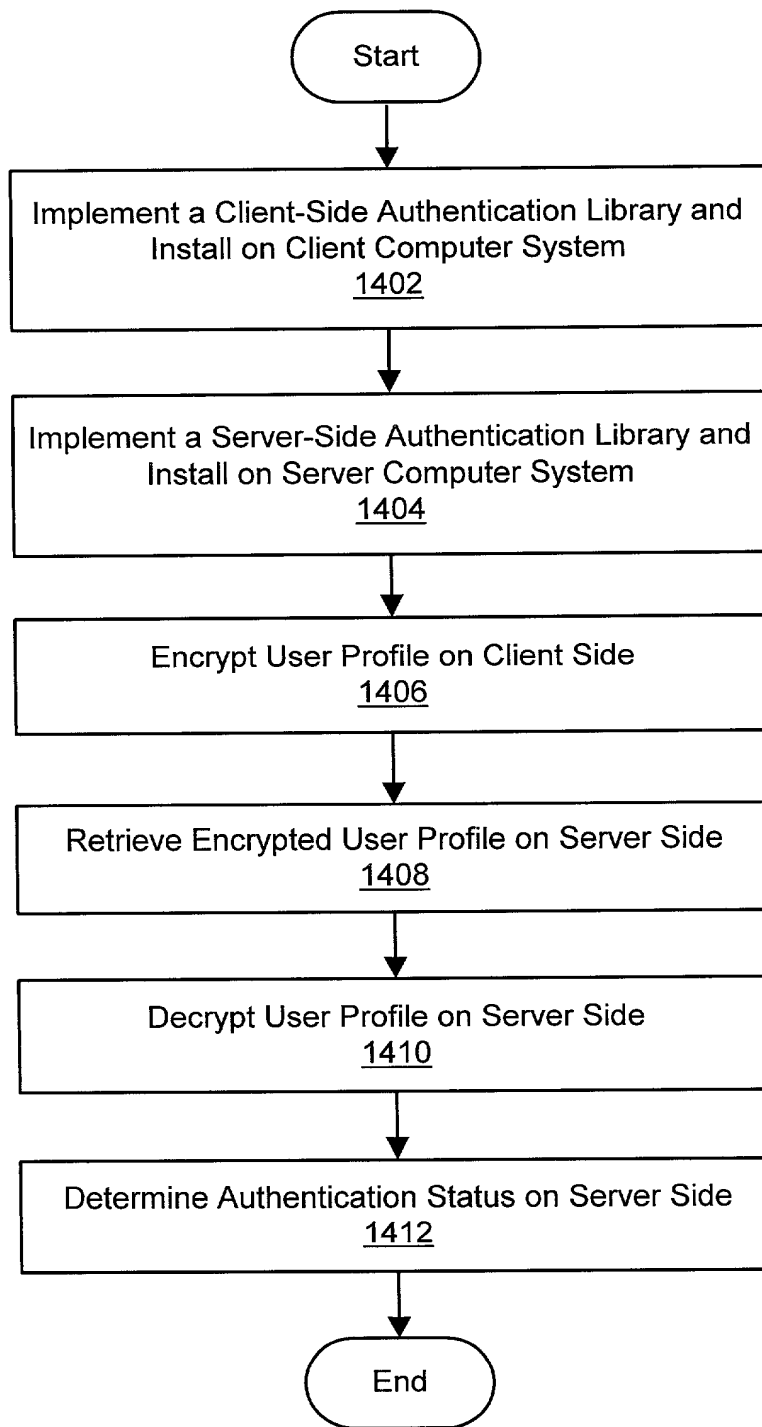 Start
Implement a Client-Side Authentication Library and
Install on Client Computer System
1402
Implement a Server-Side Authentication Library and
Install on Server Computer System
1404
Encrypt User Profile on Client Side
1406
Retrieve Encrypted User Profile on Server Side
1408
Decrypt User Profile on Server Side
1410
Determine Authentication Status on Server Side
1412
End